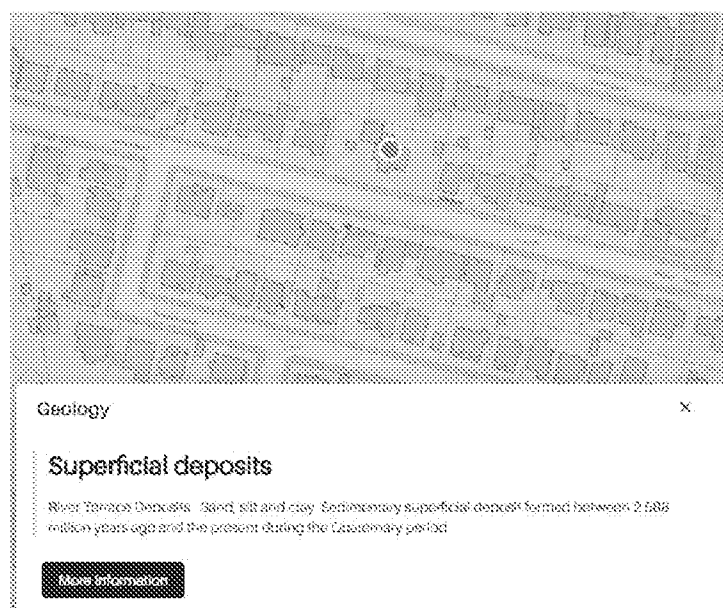 Geology
Superficial deposits
River Terrace Deposits - Sand, silt and clay. Sedimentary superficial deposit formed between 2.588
million years ago and the present during the Quaternary period.
More Information